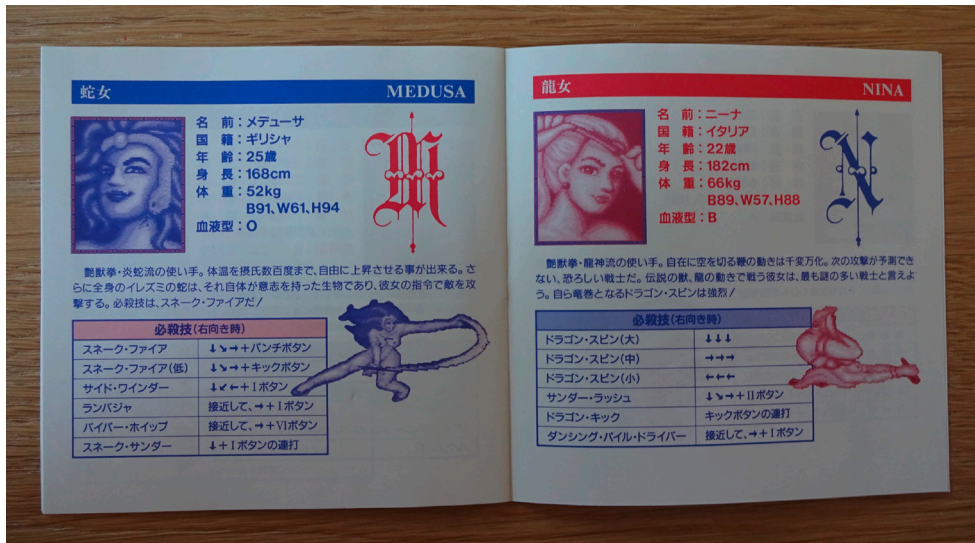 蛇女 MEDUSA
名 前：メデューサ
国 籍：ギリシャ
年 齢：25歳
身 長：168cm
体 重：52kg
B91、W61、H94
血液型：O
M
艶獣拳・炎蛇流の使い手。体温を摂氏数百度まで、自由に上昇させる事が出来る。さ
らに全身のイレズミの蛇は、それ自体が意志を持った生物であり、彼女の指令で敵を攻
撃する。必殺技は、スネーク・ファイアだ！
必殺技(右向き時)
スネーク・ファイア ↓↘→＋パンチボタン
スネーク・ファイア(低) ↓↘→＋キックボタン
サイド・ワインダー ↓↙←＋Ⅰボタン
ランバジャ 接近して、→＋Ⅰボタン
バイパー・ホイップ 接近して、→＋Ⅵボタン
スネーク・サンダー ↓＋Ⅰボタンの連打
龍女 NINA
名 前：ニーナ
国 籍：イタリア
年 齢：22歳
身 長：182cm
体 重：66kg
B89、W57、H88
血液型：B
N
艶獣拳・龍神流の使い手。自在に空を切る鞭の動きは千変万化。次の攻撃が予測でき
ない、恐ろしい戦士だ。伝説の獣、龍の動きで戦う彼女は、最も謎の多い戦士と言えよ
う。自ら竜巻となるドラゴン・スピンは強烈！
必殺技(右向き時)
ドラゴン・スピン(大) ↓↓↓
ドラゴン・スピン(中) →→→
ドラゴン・スピン(小) ←←←
サンダー・ラッシュ ↓↘→＋Ⅱボタン
ドラゴン・キック キックボタンの連打
ダンシング・パイル・ドライバー 接近して、→＋Ⅰボタン